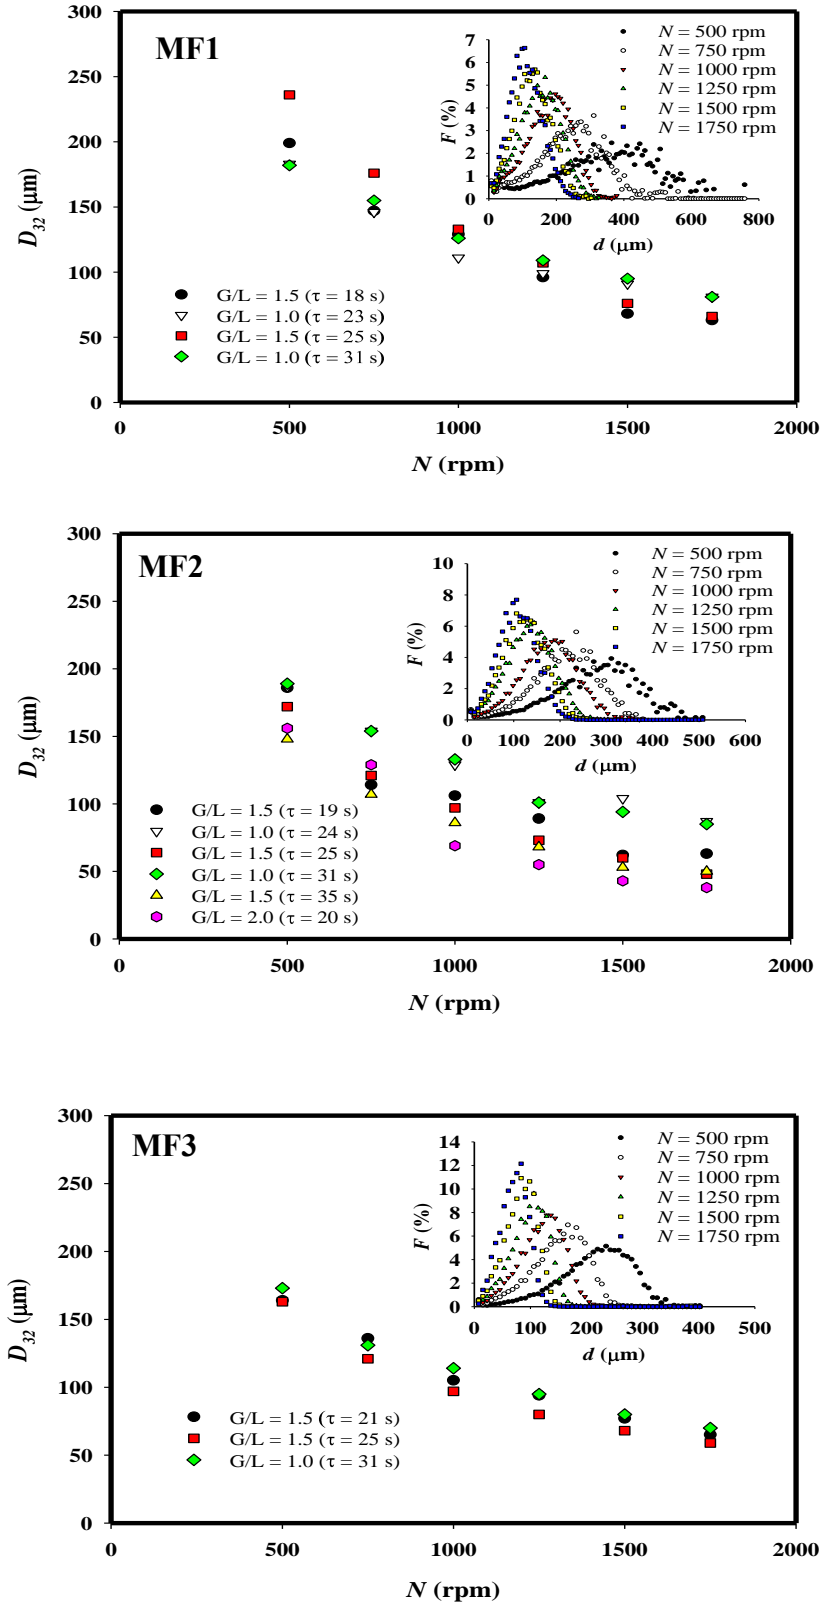 MF1
300
250
200
150
100
50
0
D32 (μm)
0 500 1000 1500 2000
N (rpm)
G/L = 1.5 (τ = 18 s)
G/L = 1.0 (τ = 23 s)
G/L = 1.5 (τ = 25 s)
G/L = 1.0 (τ = 31 s)
N = 500 rpm
N = 750 rpm
N = 1000 rpm
N = 1250 rpm
N = 1500 rpm
N = 1750 rpm
7
6
5
4
3
2
1
0
F (%)
0 200 400 600 800
d (μm)
MF2
300
250
200
150
100
50
0
D32 (μm)
0 500 1000 1500 2000
N (rpm)
G/L = 1.5 (τ = 19 s)
G/L = 1.0 (τ = 24 s)
G/L = 1.5 (τ = 25 s)
G/L = 1.0 (τ = 31 s)
G/L = 1.5 (τ = 35 s)
G/L = 2.0 (τ = 20 s)
N = 500 rpm
N = 750 rpm
N = 1000 rpm
N = 1250 rpm
N = 1500 rpm
N = 1750 rpm
10
8
6
4
2
0
F (%)
0 100 200 300 400 500 600
d (μm)
MF3
300
250
200
150
100
50
0
D32 (μm)
0 500 1000 1500 2000
N (rpm)
G/L = 1.5 (τ = 21 s)
G/L = 1.5 (τ = 25 s)
G/L = 1.0 (τ = 31 s)
N = 500 rpm
N = 750 rpm
N = 1000 rpm
N = 1250 rpm
N = 1500 rpm
N = 1750 rpm
14
12
10
8
6
4
2
0
F (%)
0 100 200 300 400 500
d (μm)